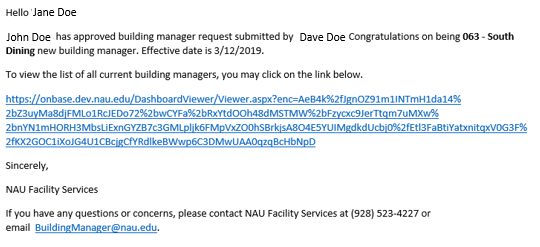 Hello Jane Doe
John Doe has approved building manager request submitted by Dave Doe Congratulations on being 063 - South
Dining new building manager. Effective date is 3/12/2019.
To view the list of all current building managers, you may click on the link below.
https://onbase.dev.nau.edu/DashboardViewer/Viewer.aspx?enc=AeB4k%2fJgnOZ91m1INTmH1da14%
2bZ3uyMa8djFMLo1RcJEDo72%2bwCYFa%2bRxYtdOOh48dMSTMW%2bFzycxc9JerTtqm7uMXw%
2bnYN1mHORH3MbsLiExnGYZB7c3GMLpljk6FMpVxZO0hSBrkjsA8O4E5YUIMgdkdUcbj0%2fEtl3FaBtiYatxnitqxV0G3F%
2fKX2GOC1iXoJG4U1CBcjgCfYRdlkeBWwp6C3DMwUAA0qzqBcHbNpD
Sincerely,
NAU Facility Services
If you have any questions or concerns, please contact NAU Facility Services at (928) 523-4227 or
email BuildingManager@nau.edu.